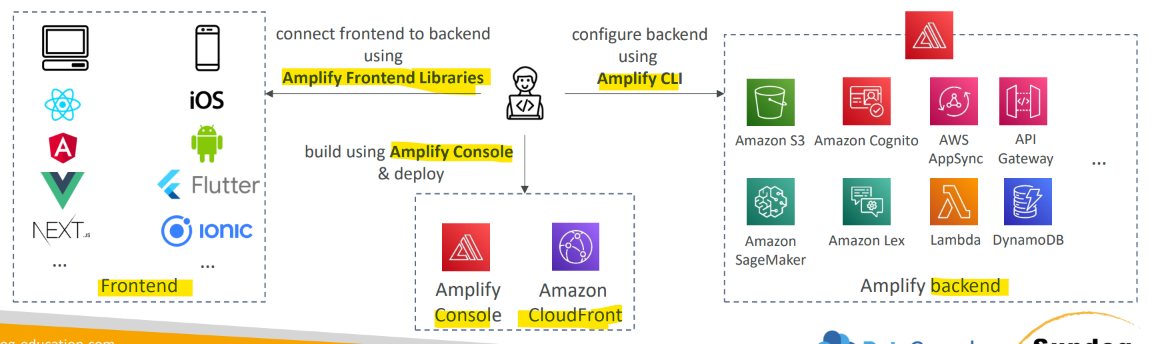 connect frontend to backend
using
Amplify Frontend Libraries
configure backend
using
Amplify CLI
iOS
Flutter
NEXT.JS
IONIC
...
...
Frontend
build using Amplify Console
& deploy
Amplify
Console
Amazon
CloudFront
Amazon S3
Amazon Cognito
AWS
AppSync
API
Gateway
...
Amazon
SageMaker
Amazon Lex
Lambda
DynamoDB
Amplify backend